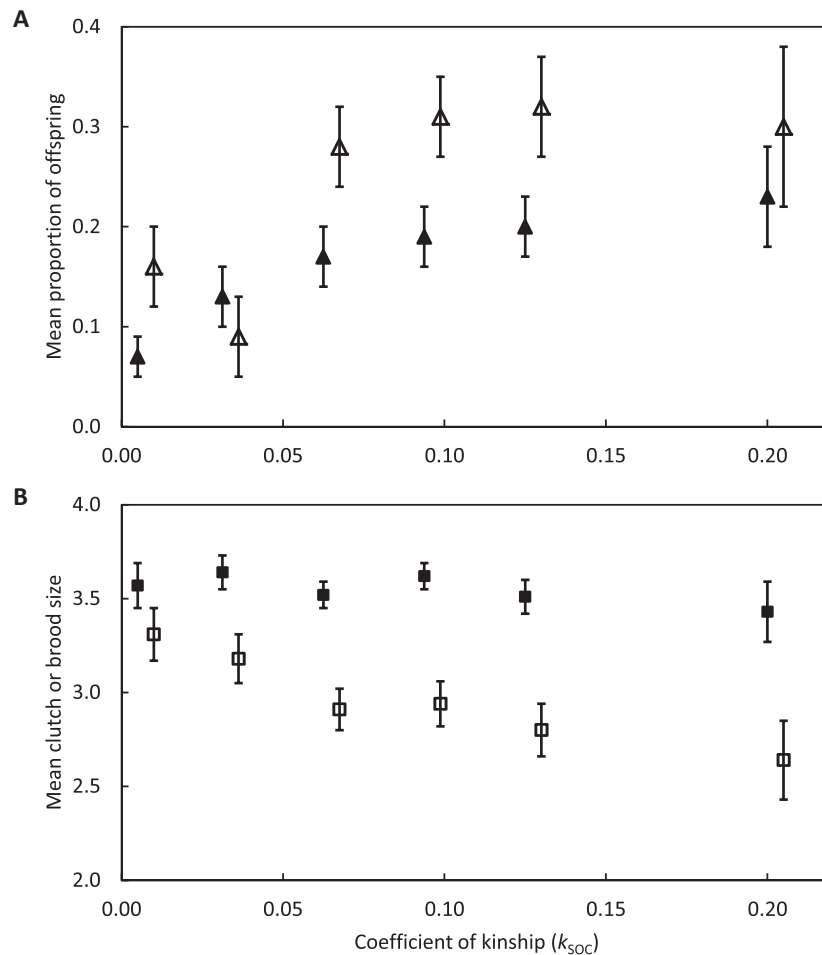 A
Mean proportion of offspring
0.4
0.3
0.2
0.1
0.0
0.00 0.05 0.10 0.15 0.20
B
Mean clutch or brood size
4.0
3.5
3.0
2.5
2.0
0.00 0.05 0.10 0.15 0.20
Coefficient of kinship (kSOC)